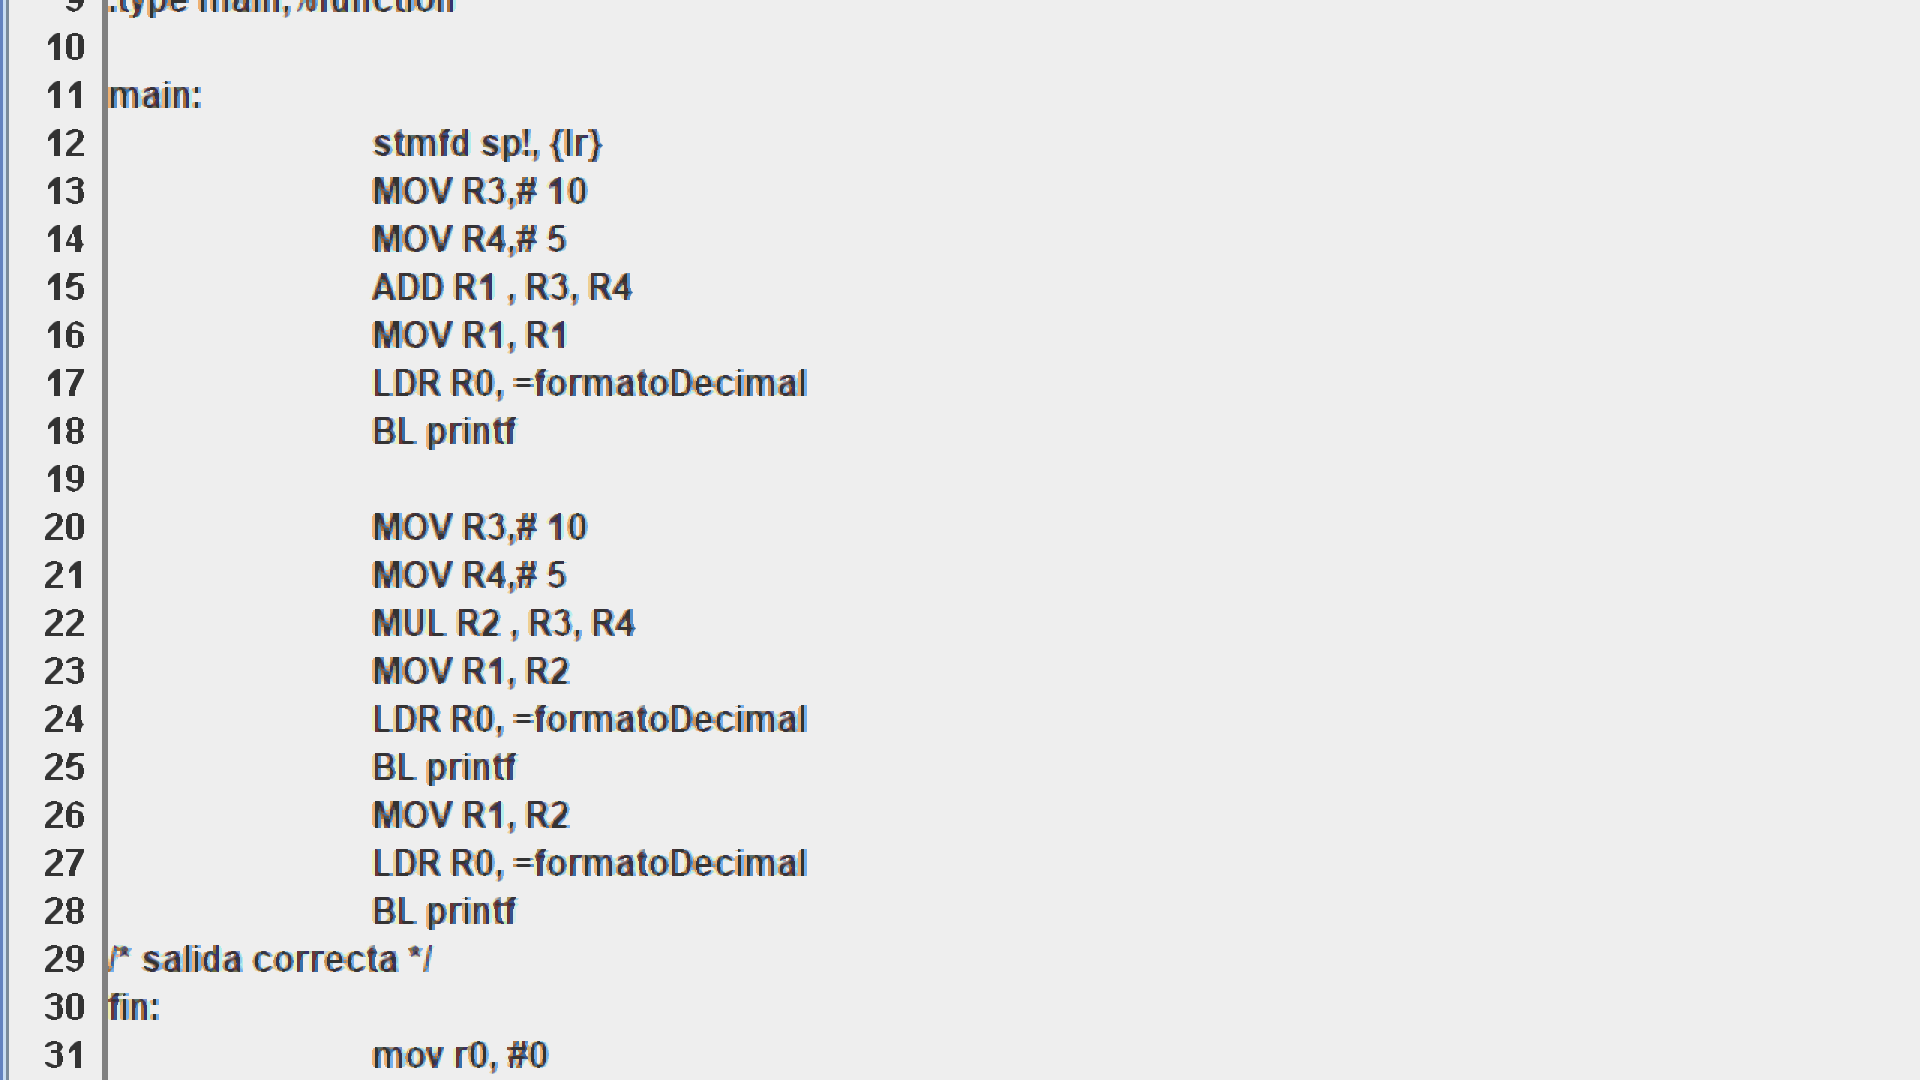 9 .type main, %function
10
11 main:
12 stmfd sp!, {lr}
13 MOV R3,# 10
14 MOV R4,# 5
15 ADD R1 , R3, R4
16 MOV R1, R1
17 LDR R0, =formatoDecimal
18 BL printf
19
20 MOV R3,# 10
21 MOV R4,# 5
22 MUL R2 , R3, R4
23 MOV R1, R2
24 LDR R0, =formatoDecimal
25 BL printf
26 MOV R1, R2
27 LDR R0, =formatoDecimal
28 BL printf
29 /* salida correcta */
30 fin:
31 mov r0, #0